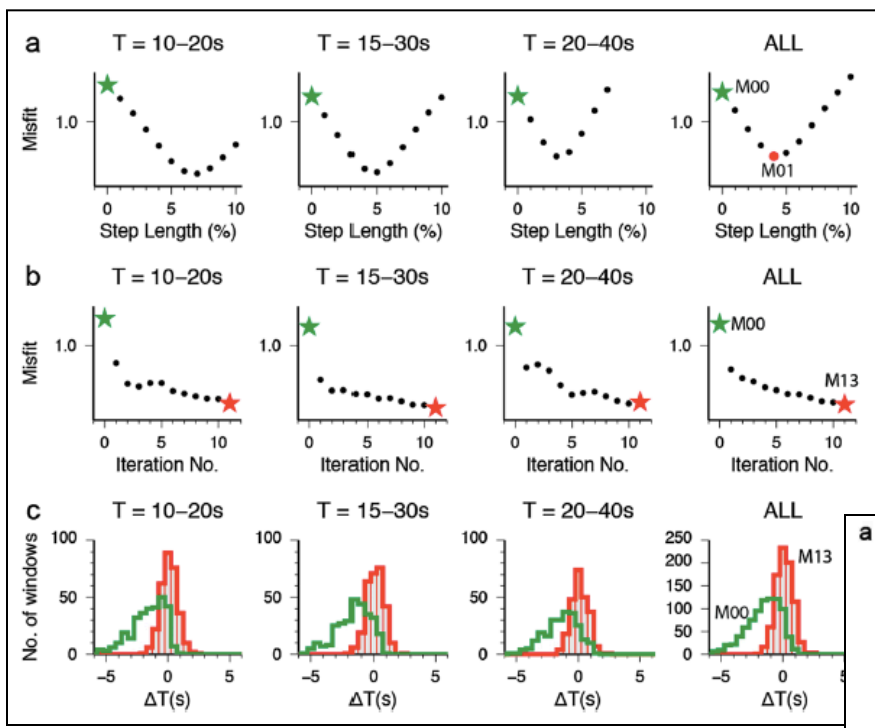 a T = 10–20s T = 15–30s T = 20–40s ALL
Misfit 1.0 1.0 1.0 1.0 M00 M01
0 5 10 0 5 10 0 5 10 0 5 10
Step Length (%) Step Length (%) Step Length (%) Step Length (%)
b T = 10–20s T = 15–30s T = 20–40s ALL
Misfit 1.0 1.0 1.0 1.0 M00 M13
0 10 0 10 0 10 0 10
Iteration No. Iteration No. Iteration No. Iteration No.
c T = 10–20s T = 15–30s T = 20–40s ALL
No. of windows
100 100 100 250 M13 a
200
50 50 50 150
M00 100
50
0 0 0 0
−5 0 5 −5 0 5 −5 0 5 −5 0 5
ΔT(s) ΔT(s) ΔT(s) ΔT(s)